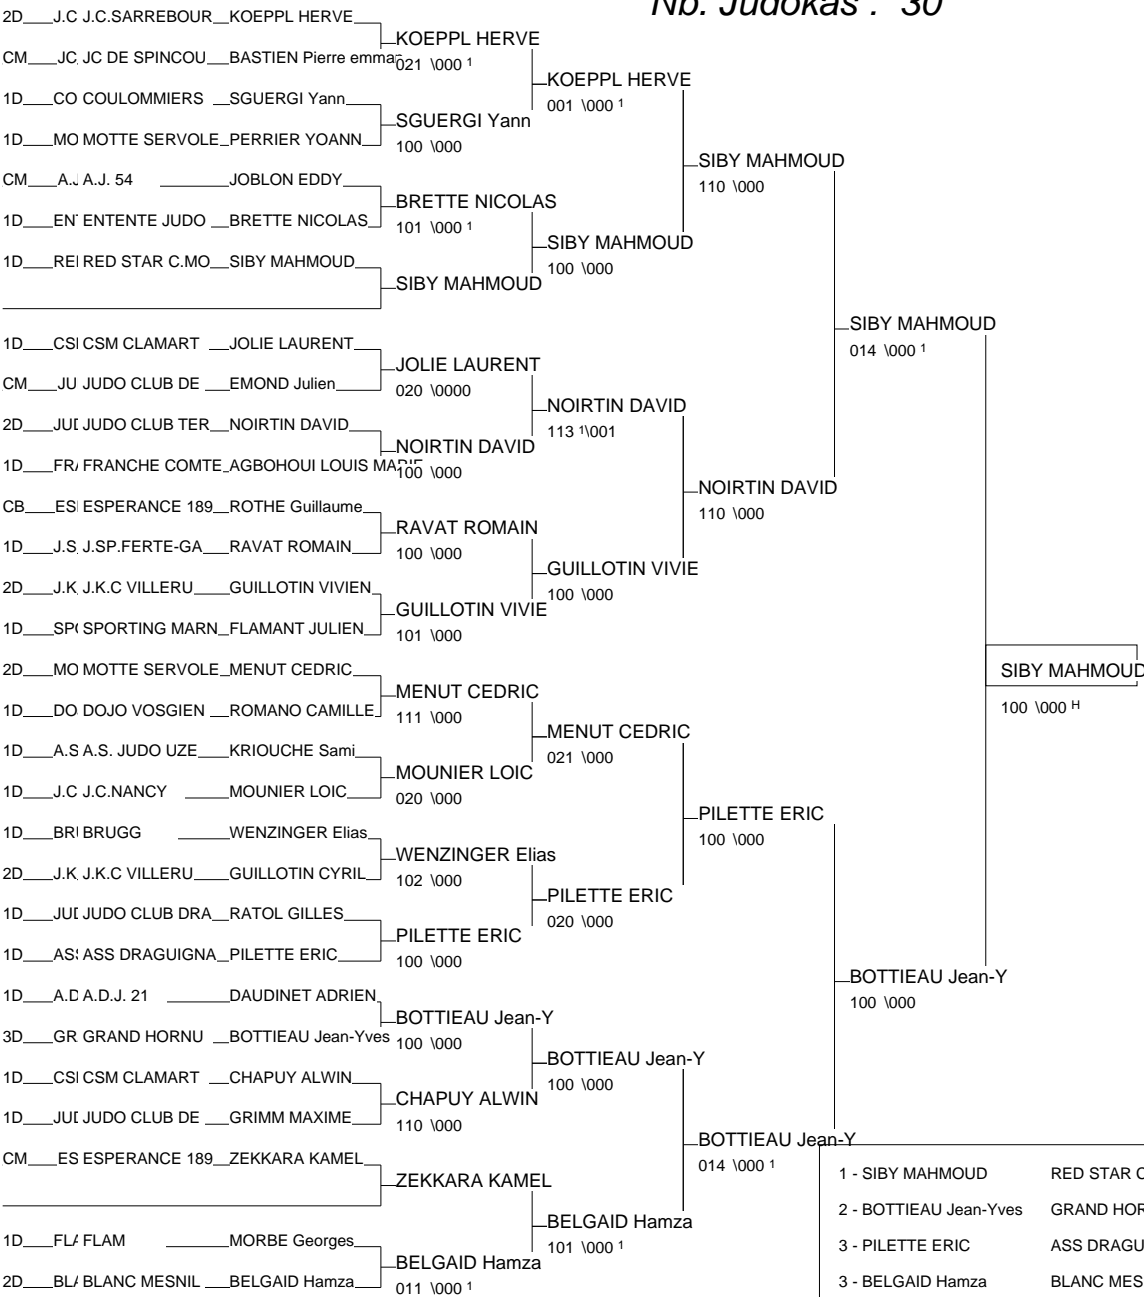 Nb. Judokas : 30
2D J.C J.C.SARREBOUR KOEPPL HERVE
CM JC JC DE SPINCOU BASTIEN Pierre emma
1D CO COULOMMIERS SGUERGI Yann
1D MO MOTTE SERVOLE PERRIER YOANN
CM A.J A.J. 54 JOBLON EDDY
1D EN ENTENTE JUDO BRETTE NICOLAS
1D RE RED STAR C.MO SIBY MAHMOUD
1D CS CSM CLAMART JOLIE LAURENT
CM JU JUDO CLUB DE EMOND Julien
2D JU JUDO CLUB TER NOIRTIN DAVID
1D FR FRANCHE COMTE AGBOHOUI LOUIS MARIE
CB ES ESPERANCE 189 ROTHE Guillaume
1D J.S J.SP.FERTE-GA RAVAT ROMAIN
2D J.K J.K.C VILLERU GUILLOTIN VIVIEN
1D SP SPORTING MARN FLAMANT JULIEN
2D MO MOTTE SERVOLE MENUT CEDRIC
1D DO DOJO VOSGIEN ROMANO CAMILLE
1D A.S A.S. JUDO UZE KRIOUCHE Sami
1D J.C J.C.NANCY MOUNIER LOIC
1D BR BRUGG WENZINGER Elias
2D J.K J.K.C VILLERU GUILLOTIN CYRIL
1D JU JUDO CLUB DRA RATOL GILLES
1D AS ASS DRAGUIGNA PILETTE ERIC
1D A.D A.D.J. 21 DAUDINET ADRIEN
3D GR GRAND HORNU BOTTIEAU Jean-Yves
1D CS CSM CLAMART CHAPUY ALWIN
1D JU JUDO CLUB DE GRIMM MAXIME
CM ES ESPERANCE 189 ZEKKARA KAMEL
1D FL FLAM MORBE Georges
2D BL BLANC MESNIL BELGAID Hamza
KOEPPL HERVE
021 \000 1
SGUERGI Yann
100 \000
BRETTE NICOLAS
101 \000 1
SIBY MAHMOUD
JOLIE LAURENT
020 \0000
NOIRTIN DAVID
100 \000
RAVAT ROMAIN
100 \000
GUILLOTIN VIVIE
101 \000
MENUT CEDRIC
111 \000
MOUNIER LOIC
020 \000
WENZINGER Elias
102 \000
PILETTE ERIC
100 \000
BOTTIEAU Jean-Y
100 \000
CHAPUY ALWIN
110 \000
ZEKKARA KAMEL
BELGAID Hamza
011 \000 1
KOEPPL HERVE
001 \000 1
SIBY MAHMOUD
100 \000
NOIRTIN DAVID
113 1\001
GUILLOTIN VIVIE
100 \000
MENUT CEDRIC
021 \000
PILETTE ERIC
020 \000
BOTTIEAU Jean-Y
100 \000
BELGAID Hamza
101 \000 1
SIBY MAHMOUD
110 \000
NOIRTIN DAVID
110 \000
PILETTE ERIC
100 \000
BOTTIEAU Jean-Y
014 \000 1
SIBY MAHMOUD
014 \000 1
BOTTIEAU Jean-Y
100 \000
SIBY MAHMOUD
100 \000 H
1 - SIBY MAHMOUD RED STAR C
2 - BOTTIEAU Jean-Yves GRAND HOR
3 - PILETTE ERIC ASS DRAGU
3 - BELGAID Hamza BLANC MES